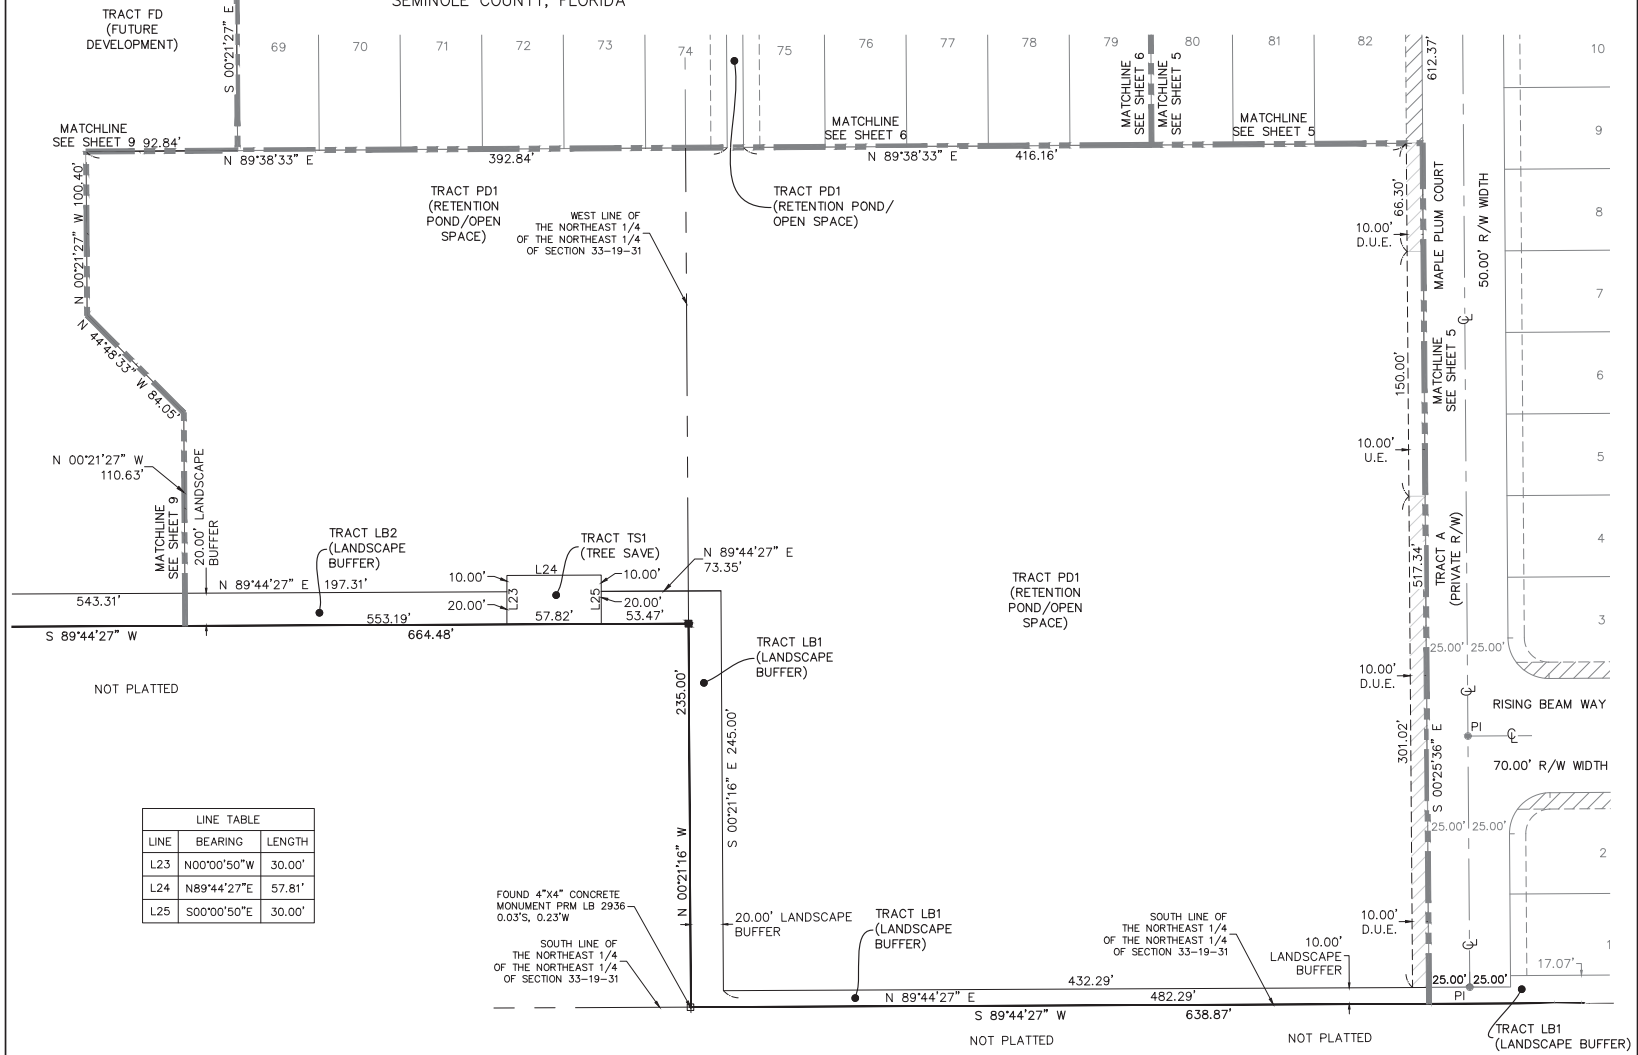 SEMINOLE COUNTY, FLORIDA
TRACT FD
(FUTURE
DEVELOPMENT)
S 00°21'27" E
69
70
71
72
73
74
75
76
77
78
79
80
81
82
10
9
8
7
6
5
4
3
2
1
MATCHLINE
SEE SHEET 6
MATCHLINE
SEE SHEET 5
612.37'
MATCHLINE
SEE SHEET 9
92.84'
N 89°38'33" E
392.84'
MATCHLINE
SEE SHEET 6
N 89°38'33" E
416.16'
MATCHLINE
SEE SHEET 5
N 00°21'27" W 100.40'
TRACT PD1
(RETENTION
POND/OPEN
SPACE)
TRACT PD1
(RETENTION POND/
OPEN SPACE)
WEST LINE OF
THE NORTHEAST 1/4
OF THE NORTHEAST 1/4
OF SECTION 33-19-31
66.30'
10.00'
D.U.E.
MAPLE PLUM COURT
50.00' R/W WIDTH
N 44°48'33" W 84.05'
150.00'
MATCHLINE
SEE SHEET 5
10.00'
U.E.
N 00°21'27" W
110.63'
MATCHLINE
SEE SHEET 9
20.00' LANDSCAPE
BUFFER
TRACT LB2
(LANDSCAPE
BUFFER)
TRACT TS1
(TREE SAVE)
N 89°44'27" E
73.35'
N 89°44'27" E 197.31'
10.00'
L24
10.00'
543.31'
20.00'
L23
L25
20.00'
553.19'
57.82'
53.47'
S 89°44'27" W
664.48'
NOT PLATTED
TRACT PD1
(RETENTION
POND/OPEN
SPACE)
517.34'
TRACT A
(PRIVATE R/W)
25.00' 25.00'
TRACT LB1
(LANDSCAPE
BUFFER)
235.00'
S 00°21'16" E 245.00'
10.00'
D.U.E.
301.02'
S 00°25'36" E
PI
RISING BEAM WAY
70.00' R/W WIDTH
25.00' 25.00'
LINE TABLE
LINE BEARING LENGTH
L23 N00°00'50"W 30.00'
L24 N89°44'27"E 57.81'
L25 S00°00'50"E 30.00'
N 00°21'16" W
FOUND 4"X4" CONCRETE
MONUMENT PRM LB 2936
0.03'S, 0.23'W
SOUTH LINE OF
THE NORTHEAST 1/4
OF THE NORTHEAST 1/4
OF SECTION 33-19-31
20.00' LANDSCAPE
BUFFER
TRACT LB1
(LANDSCAPE
BUFFER)
SOUTH LINE OF
THE NORTHEAST 1/4
OF THE NORTHEAST 1/4
OF SECTION 33-19-31
10.00'
D.U.E.
10.00'
LANDSCAPE
BUFFER
17.07'
432.29'
25.00' 25.00'
N 89°44'27" E
482.29'
PI
S 89°44'27" W
638.87'
NOT PLATTED
NOT PLATTED
TRACT LB1
(LANDSCAPE BUFFER)